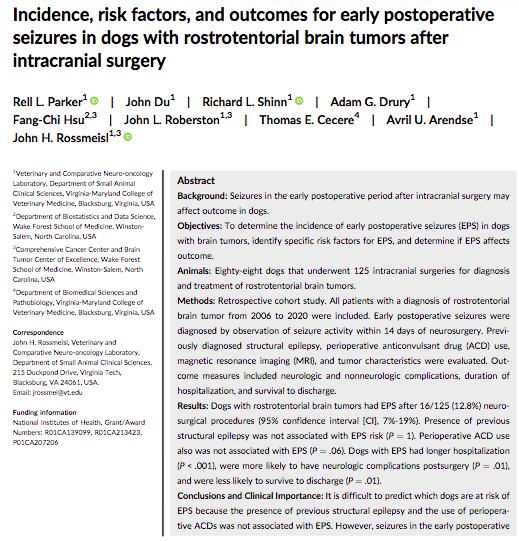 Incidence, risk factors, and outcomes for early postoperative
seizures in dogs with rostrotentorial brain tumors after
intracranial surgery
Rell L. Parker1 | John Du1 | Richard L. Shinn1 | Adam G. Drury1 |
Fang-Chi Hsu2,3 | John L. Roberston1,3 | Thomas E. Cecere4 | Avril U. Arendse1 |
John H. Rossmeisl1,3
1Veterinary and Comparative Neuro-oncology
Laboratory, Department of Small Animal
Clinical Sciences, Virginia-Maryland College of
Veterinary Medicine, Blacksburg, Virginia, USA
2Department of Biostatistics and Data Science,
Wake Forest School of Medicine, Winston-
Salem, North Carolina, USA
3Comprehensive Cancer Center and Brain
Tumor Center of Excellence, Wake Forest
School of Medicine, Winston-Salem, North
Carolina, USA
4Department of Biomedical Sciences and
Pathobiology, Virginia-Maryland College of
Veterinary Medicine, Blacksburg, Virginia, USA
Correspondence
John H. Rossmeisl, Veterinary and
Comparative Neuro-oncology Laboratory,
Department of Small Animal Clinical Sciences,
215 Duckpond Drive, Virginia Tech,
Blacksburg, VA 24061, USA.
Email: jrossmei@vt.edu
Funding information
National Institutes of Health, Grant/Award
Numbers: R01CA139099, R01CA213423,
P01CA207206
Abstract
Background: Seizures in the early postoperative period after intracranial surgery may
affect outcome in dogs.
Objectives: To determine the incidence of early postoperative seizures (EPS) in dogs
with brain tumors, identify specific risk factors for EPS, and determine if EPS affects
outcome.
Animals: Eighty-eight dogs that underwent 125 intracranial surgeries for diagnosis
and treatment of rostrotentorial brain tumors.
Methods: Retrospective cohort study. All patients with a diagnosis of rostrotentorial
brain tumor from 2006 to 2020 were included. Early postoperative seizures were
diagnosed by observation of seizure activity within 14 days of neurosurgery. Previ-
ously diagnosed structural epilepsy, perioperative anticonvulsant drug (ACD) use,
magnetic resonance imaging (MRI), and tumor characteristics were evaluated. Out-
come measures included neurologic and nonneurologic complications, duration of
hospitalization, and survival to discharge.
Results: Dogs with rostrotentorial brain tumors had EPS after 16/125 (12.8%) neuro-
surgical procedures (95% confidence interval [CI], 7%-19%). Presence of previous
structural epilepsy was not associated with EPS risk (P = 1). Perioperative ACD use
also was not associated with EPS (P = .06). Dogs with EPS had longer hospitalization
(P < .001), were more likely to have neurologic complications postsurgery (P = .01),
and were less likely to survive to discharge (P = .01).
Conclusions and Clinical Importance: It is difficult to predict which dogs are at risk of
EPS because the presence of previous structural epilepsy and the use of periopera-
tive ACDs was not associated with EPS. However, seizures in the early postoperative